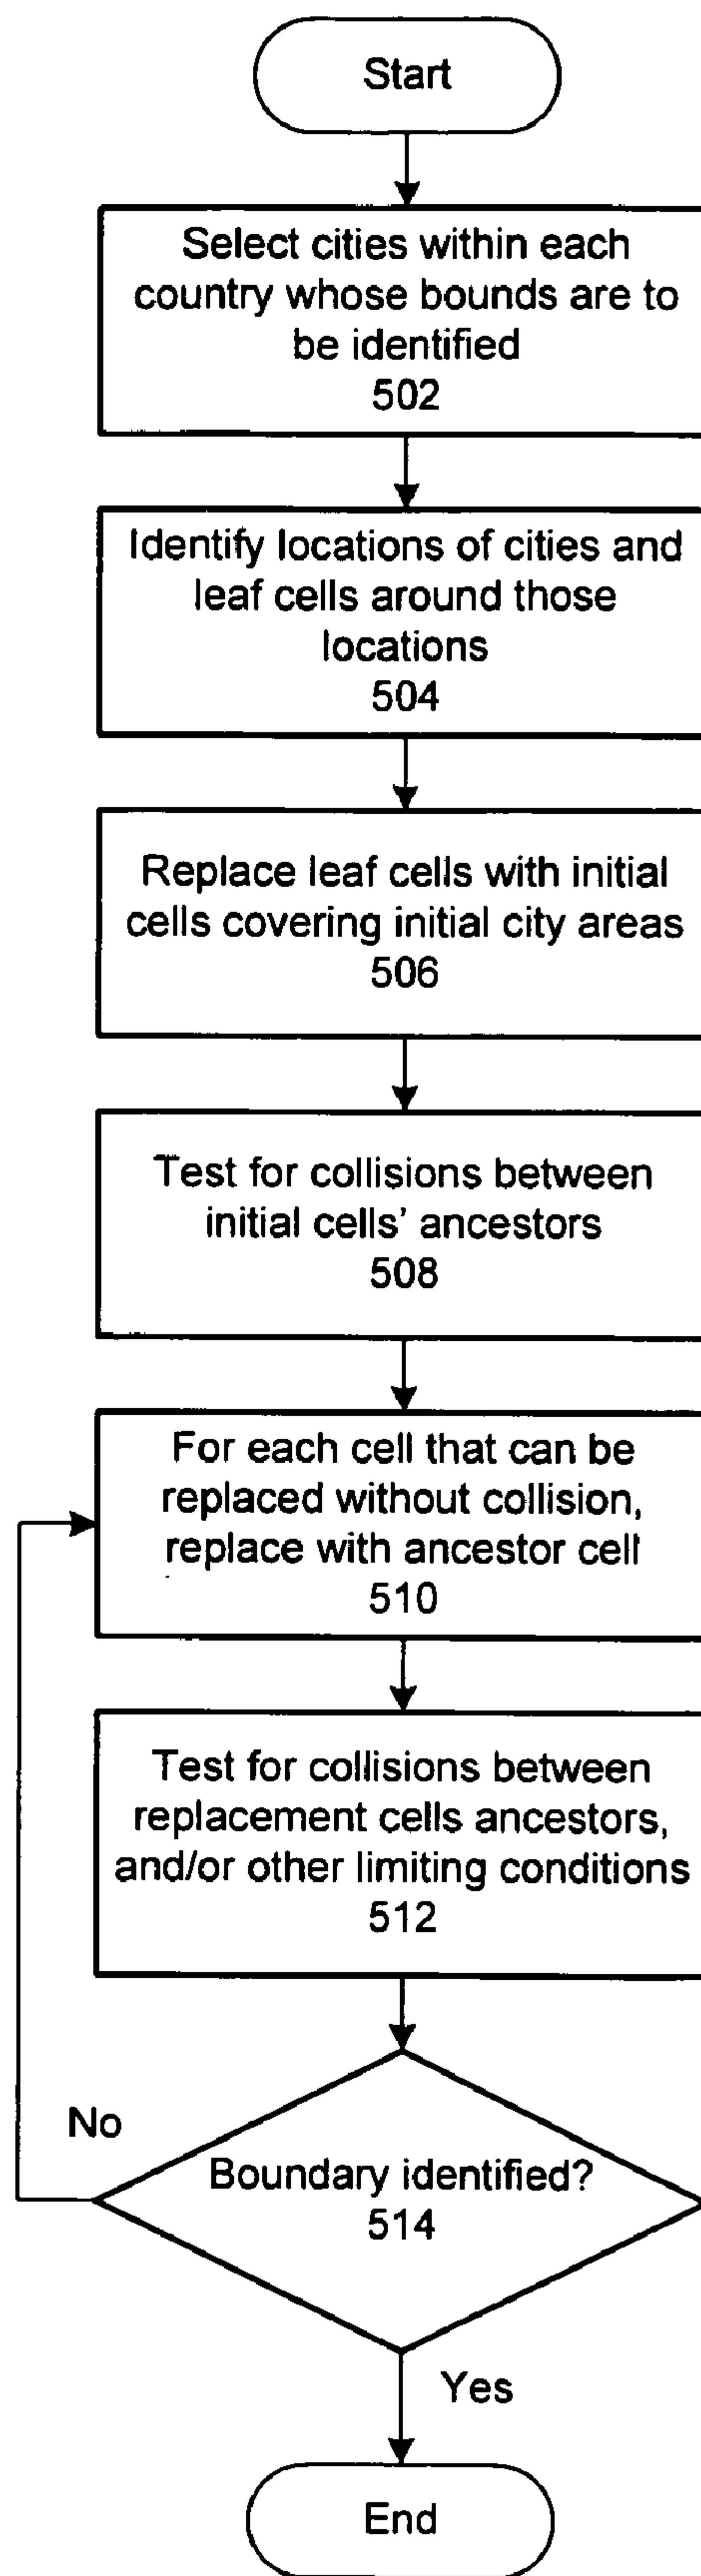 Start
Select cities within each
country whose bounds are to
be identified
502
Identify locations of cities and
leaf cells around those
locations
504
Replace leaf cells with initial
cells covering initial city areas
506
Test for collisions between
initial cells' ancestors
508
For each cell that can be
replaced without collision,
replace with ancestor cell
510
Test for collisions between
replacement cells ancestors,
and/or other limiting conditions
512
No
Boundary identified?
514
Yes
End